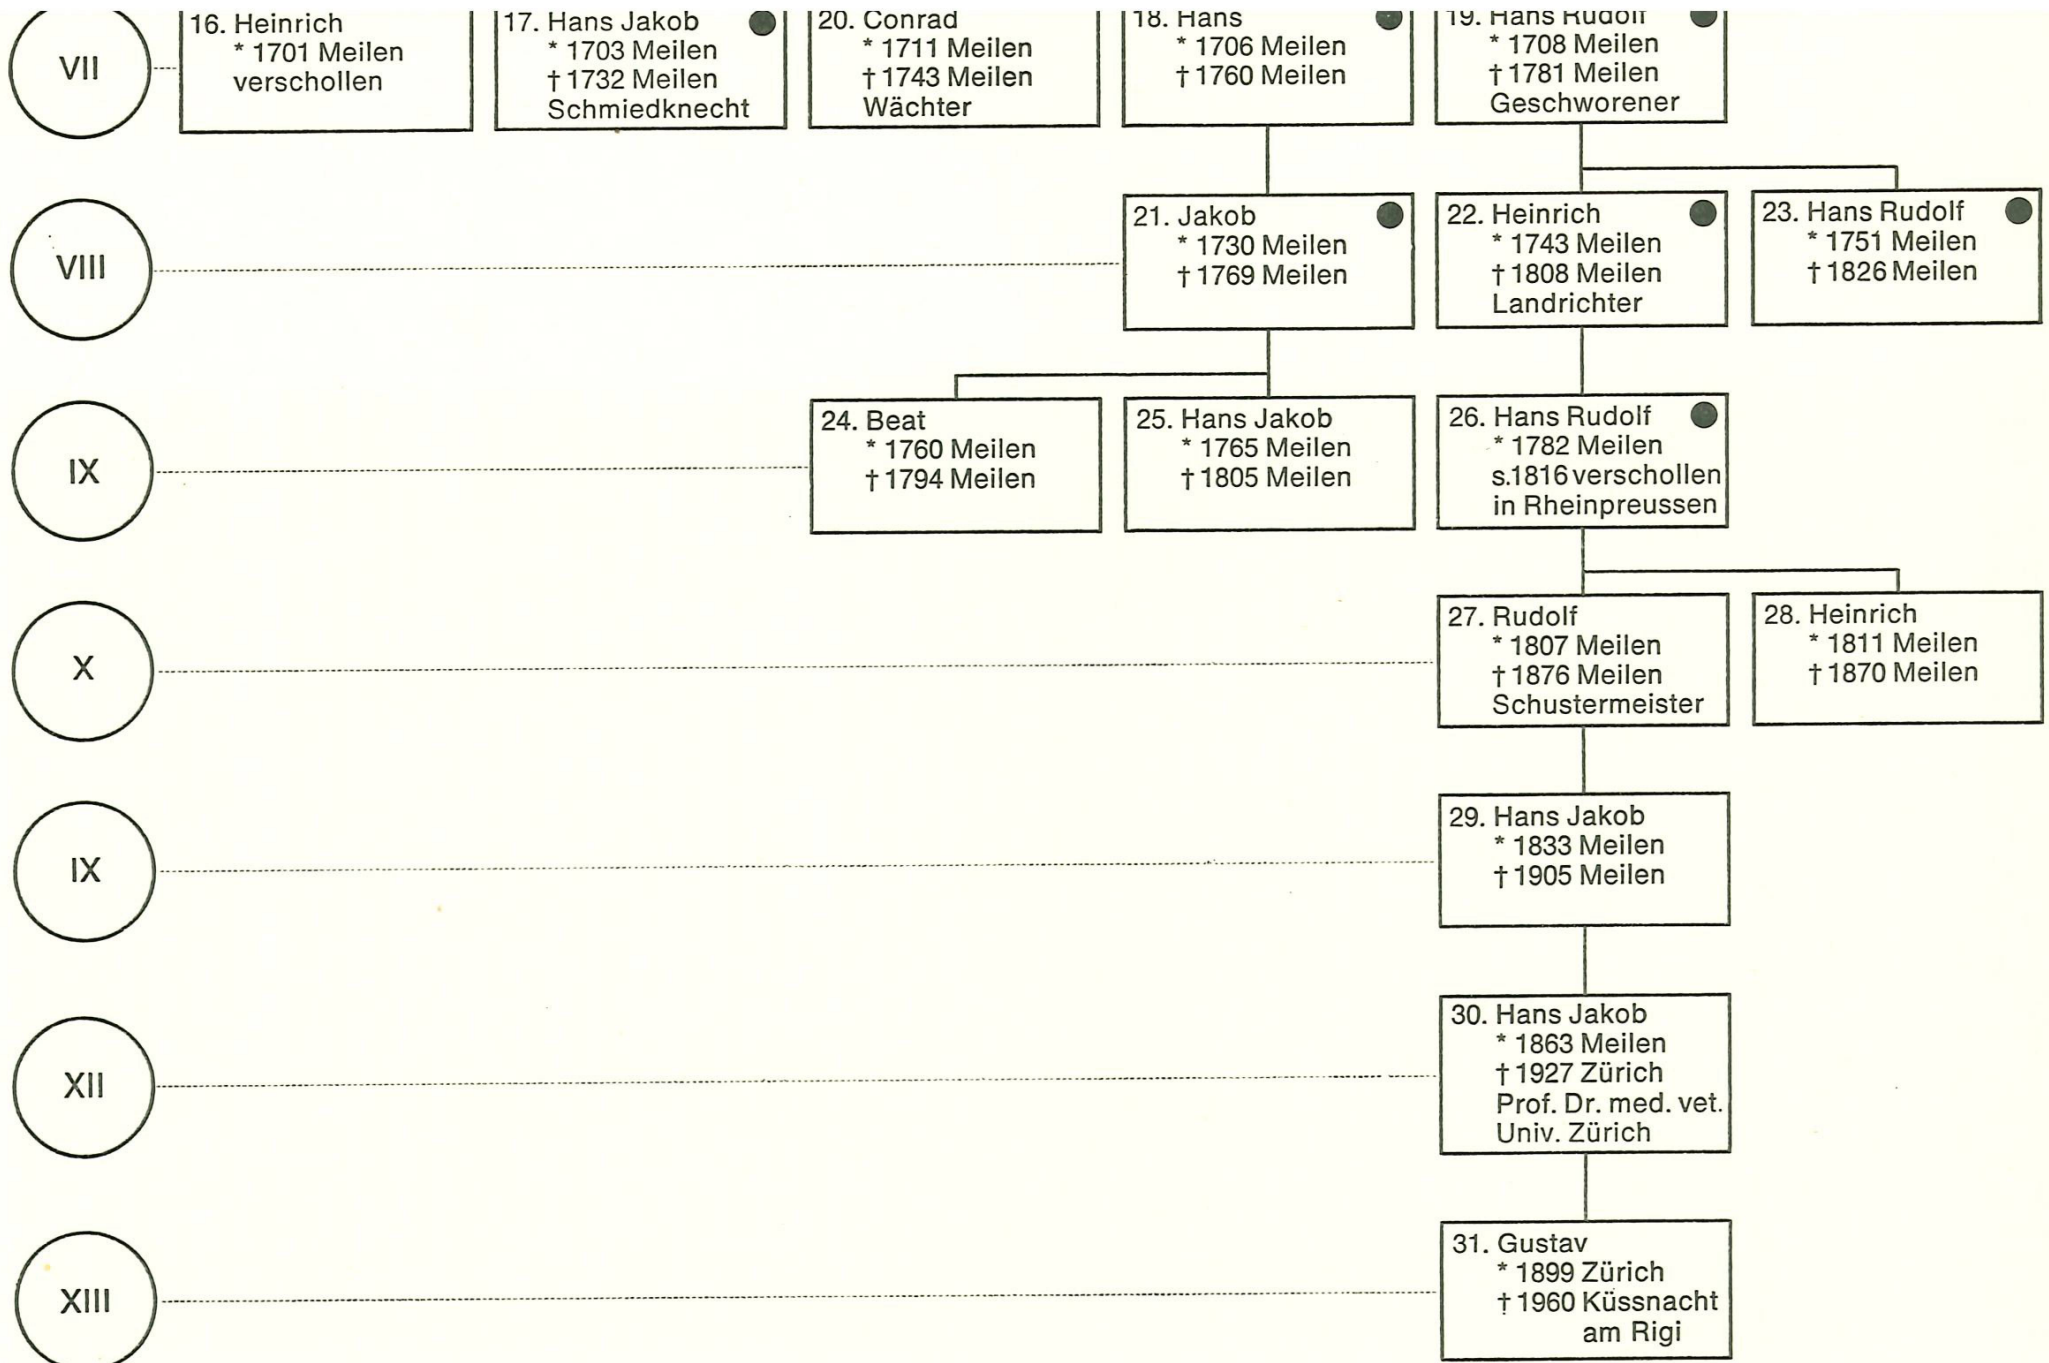 VII
16. Heinrich
* 1701 Meilen
verschollen
17. Hans Jakob
* 1703 Meilen
† 1732 Meilen
Schmiedknecht
20. Conrad
* 1711 Meilen
† 1743 Meilen
Wächter
18. Hans
* 1706 Meilen
† 1760 Meilen
19. Hans Rudolf
* 1708 Meilen
† 1781 Meilen
Geschworener
VIII
21. Jakob
* 1730 Meilen
† 1769 Meilen
22. Heinrich
* 1743 Meilen
† 1808 Meilen
Landrichter
23. Hans Rudolf
* 1751 Meilen
† 1826 Meilen
IX
24. Beat
* 1760 Meilen
† 1794 Meilen
25. Hans Jakob
* 1765 Meilen
† 1805 Meilen
26. Hans Rudolf
* 1782 Meilen
s.1816 verschollen
in Rheinpreussen
X
27. Rudolf
* 1807 Meilen
† 1876 Meilen
Schustermeister
28. Heinrich
* 1811 Meilen
† 1870 Meilen
IX
29. Hans Jakob
* 1833 Meilen
† 1905 Meilen
XII
30. Hans Jakob
* 1863 Meilen
† 1927 Zürich
Prof. Dr. med. vet.
Univ. Zürich
XIII
31. Gustav
* 1899 Zürich
† 1960 Küssnacht
am Rigi